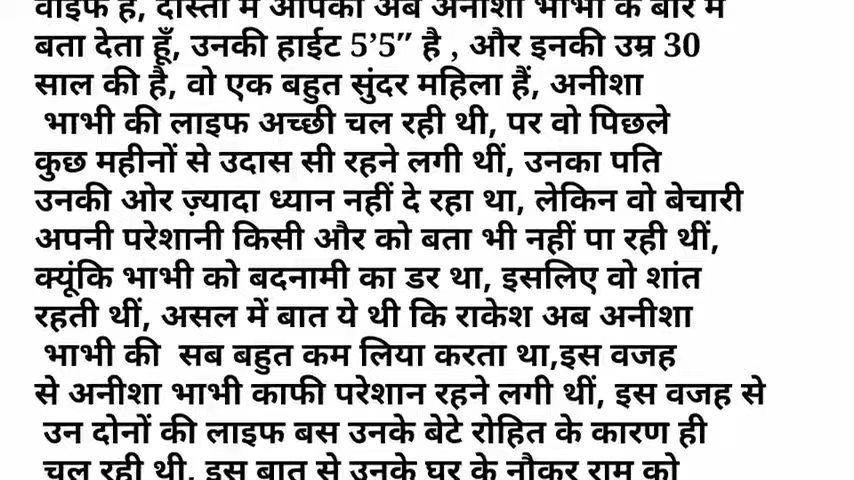 वाइफ है, दोस्तों मैं आपको अब अनीशा भाभी के बारे में
बता देता हूँ, उनकी हाईट 5’5″ है , और इनकी उम्र 30
साल की है, वो एक बहुत सुंदर महिला हैं, अनीशा
भाभी की लाइफ अच्छी चल रही थी, पर वो पिछले
कुछ महीनों से उदास सी रहने लगी थीं, उनका पति
उनकी ओर ज़्यादा ध्यान नहीं दे रहा था, लेकिन वो बेचारी
अपनी परेशानी किसी और को बता भी नहीं पा रही थीं,
क्यूंकि भाभी को बदनामी का डर था, इसलिए वो शांत
रहती थीं, असल में बात ये थी कि राकेश अब अनीशा
भाभी की सब बहुत कम लिया करता था,इस वजह
से अनीशा भाभी काफी परेशान रहने लगी थीं, इस वजह से
उन दोनों की लाइफ बस उनके बेटे रोहित के कारण ही
चल रही थी, इस बात से उनके घर के नौकर राम को